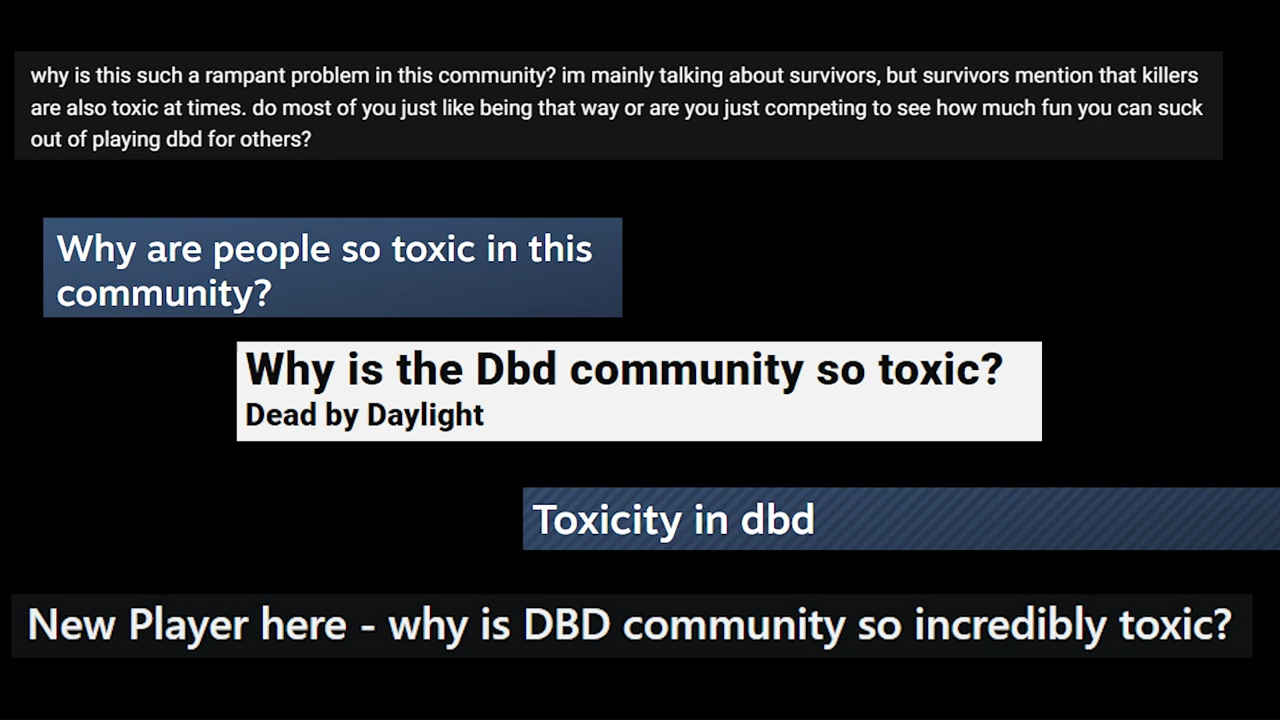 why is this such a rampant problem in this community? im mainly talking about survivors, but survivors mention that killers
are also toxic at times. do most of you just like being that way or are you just competing to see how much fun you can suck
out of playing dbd for others?
Why are people so toxic in this
community?
Why is the Dbd community so toxic?
Dead by Daylight
Toxicity in dbd
New Player here - why is DBD community so incredibly toxic?